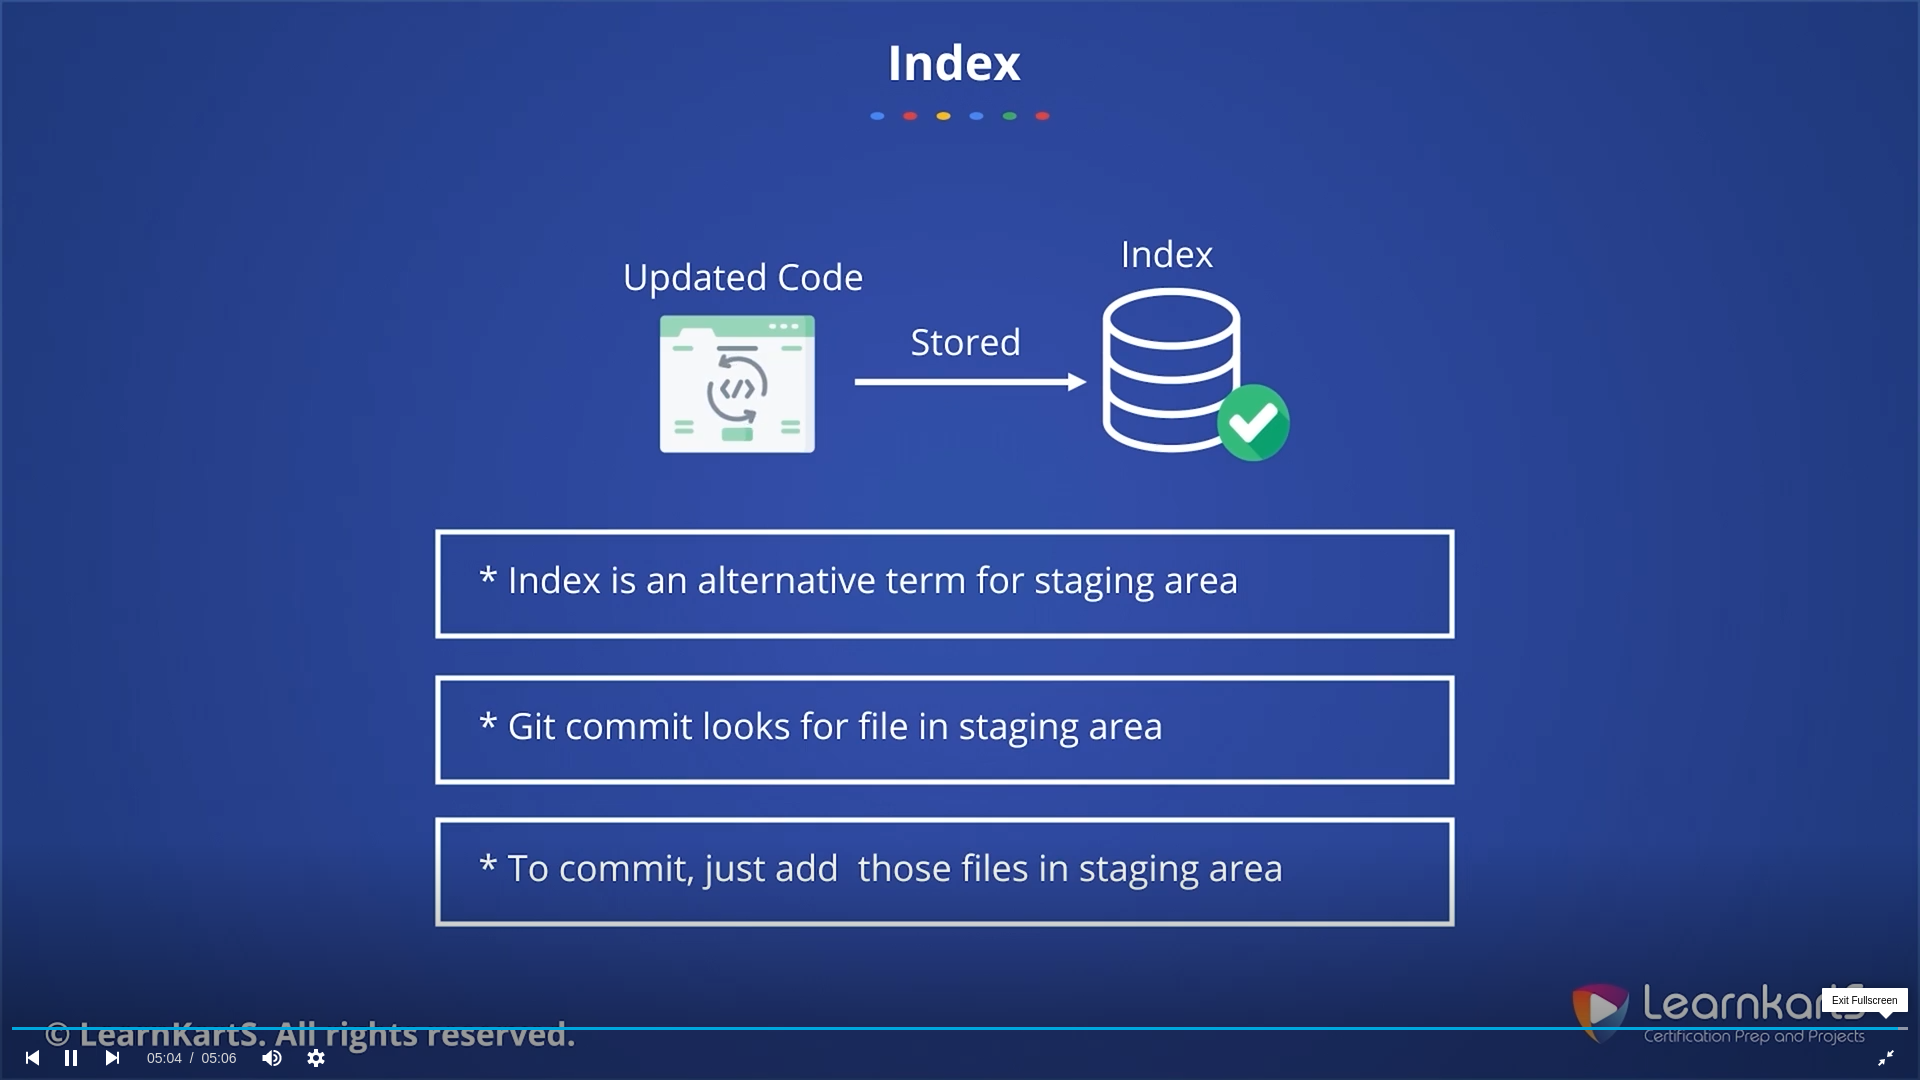 Index
Updated Code
Index
Stored
* Index is an alternative term for staging area
* Git commit looks for file in staging area
* To commit, just add  those files in staging area
LearnkartS
Exit Fullscreen
Certification Prep and Projects
© LearnKartS. All rights reserved.
05:04 / 05:06